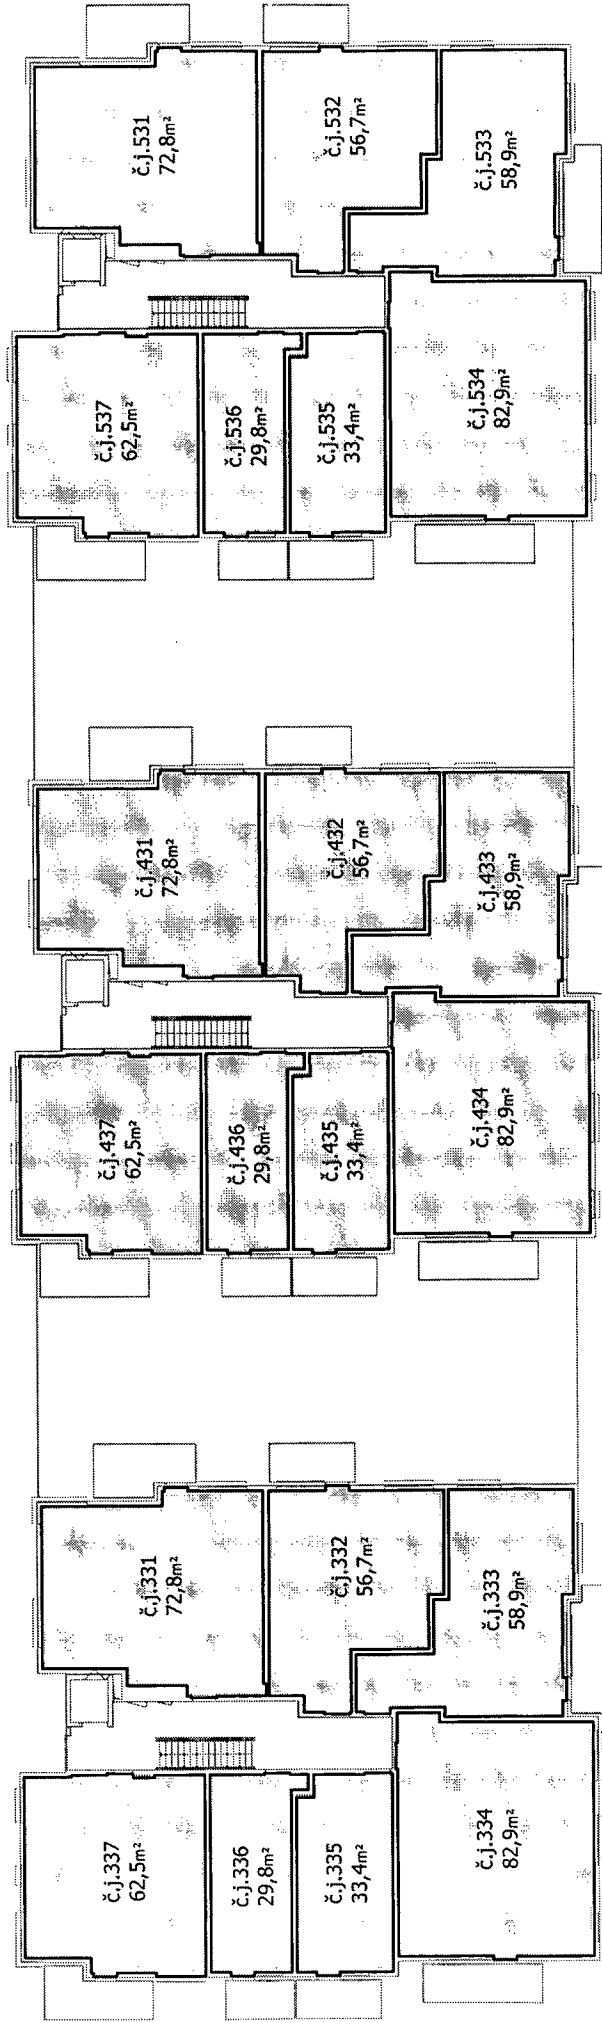 č.j.531
72,8m²
č.j.532
56,7m²
č.j.533
58,9m²
č.j.537
62,5m²
č.j.536
29,8m²
č.j.535
33,4m²
č.j.534
82,9m²
č.j.431
72,8m²
č.j.432
56,7m²
č.j.433
58,9m²
č.j.437
62,5m²
č.j.436
29,8m²
č.j.435
33,4m²
č.j.434
82,9m²
č.j.331
72,8m²
č.j.332
56,7m²
č.j.333
58,9m²
č.j.337
62,5m²
č.j.336
29,8m²
č.j.335
33,4m²
č.j.334
82,9m²